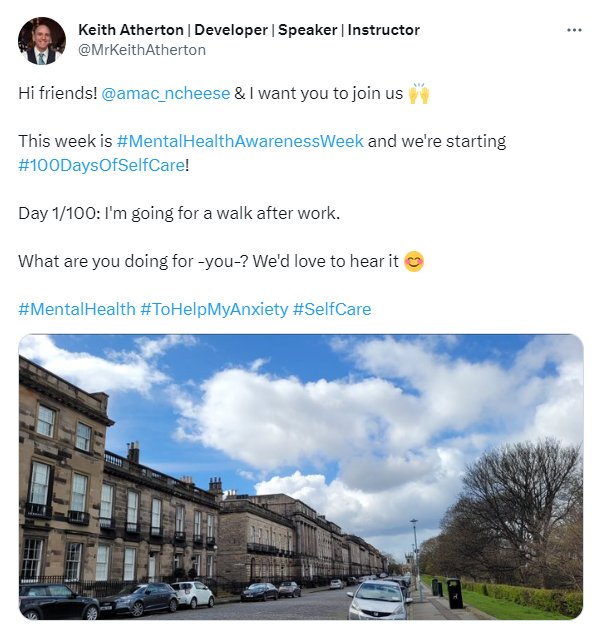 Keith Atherton | Developer | Speaker | Instructor
@MrKeithAtherton
Hi friends! @amac_ncheese & I want you to join us 🙌
This week is #MentalHealthAwarenessWeek and we're starting
#100DaysOfSelfCare!
Day 1/100: I'm going for a walk after work.
What are you doing for -you-? We'd love to hear it 😊
#MentalHealth #ToHelpMyAnxiety #SelfCare